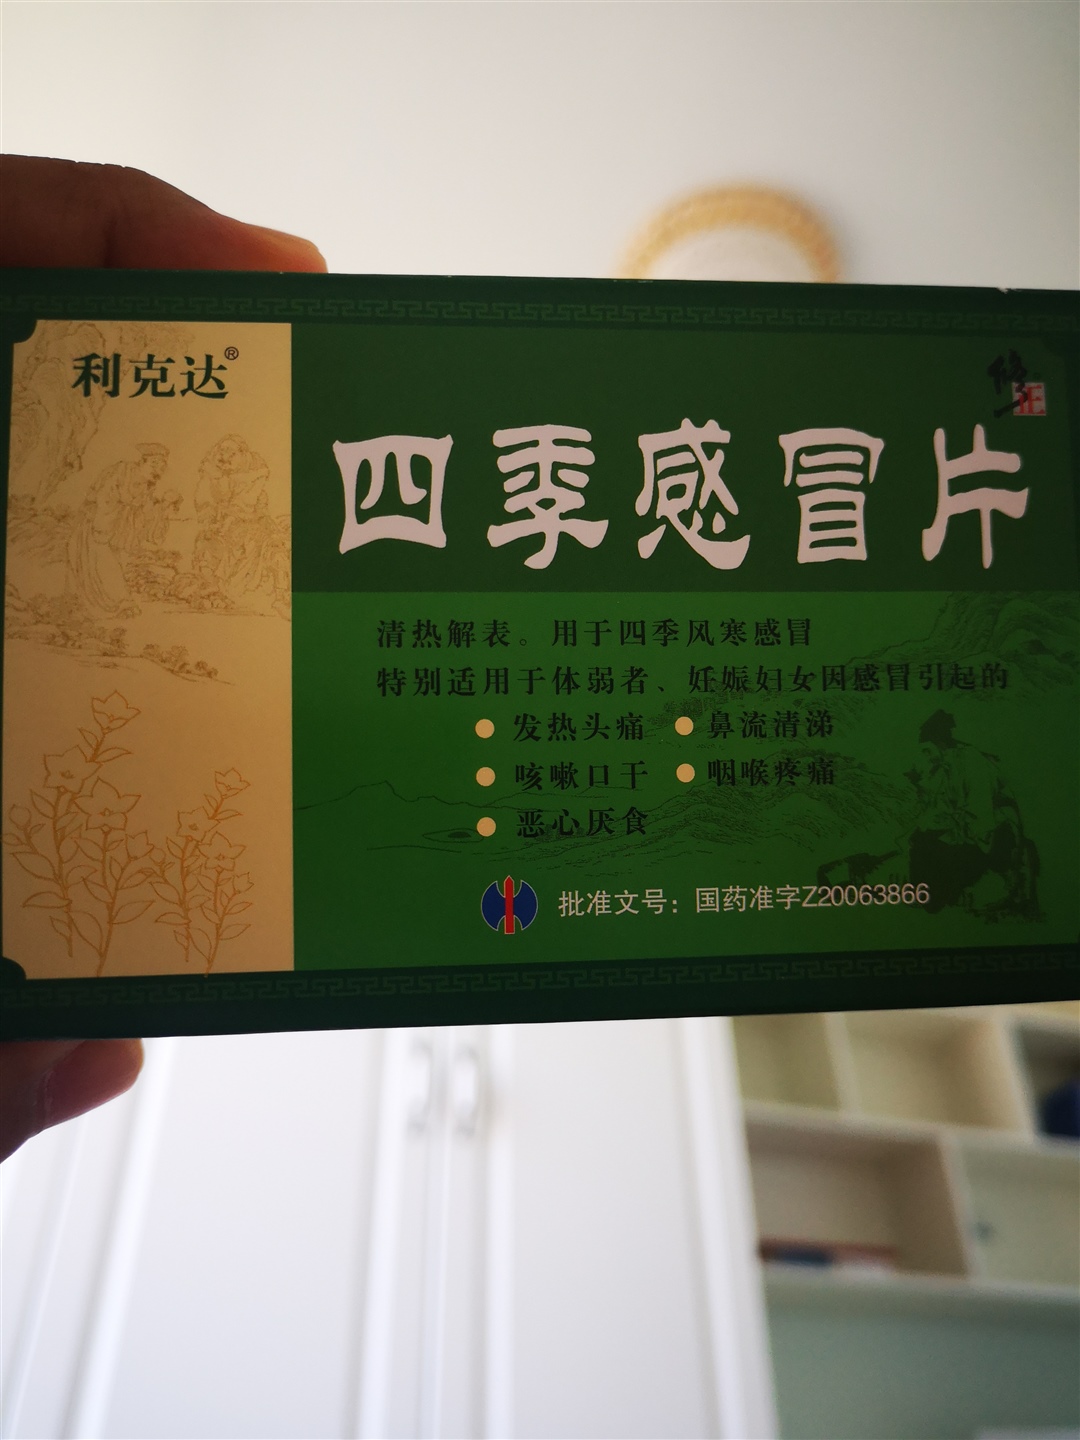 利克达®
修正
四季感冒片
清热解表。用于四季风寒感冒
特别适用于体弱者、妊娠妇女因感冒引起的
发热头痛 鼻流清涕
咳嗽口干 咽喉疼痛
恶心厌食
批准文号：国药准字Z20063866